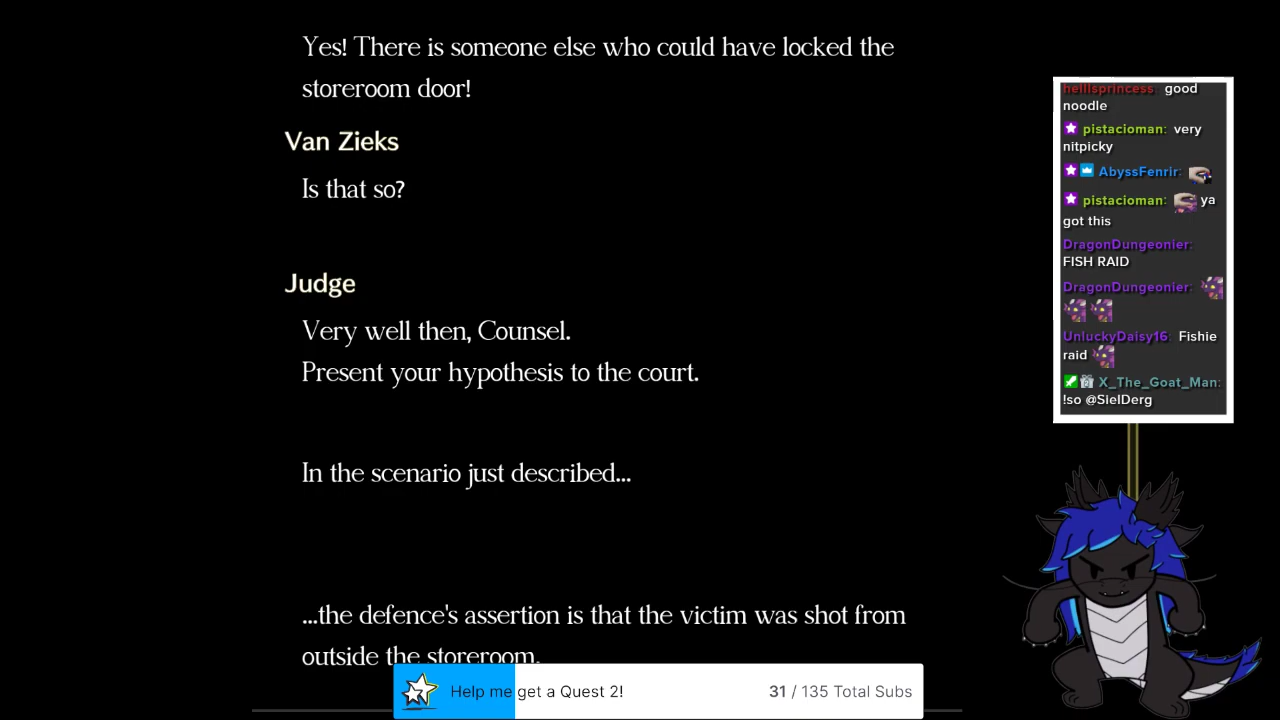 Yes! There is someone else who could have locked the
storeroom door!
Van Zieks
Is that so?
Judge
Very well then, Counsel.
Present your hypothesis to the court.
In the scenario just described...
...the defence's assertion is that the victim was shot from
outside the storeroom.
helllsprincess good
noodle
pistacioman: very
nitpicky
AbyssFenrir:
pistacioman: ya
got this
DragonDungeonier:
FISH RAID
DragonDungeonier:
UnluckyDaisy16: Fishie
raid
X_The_Goat_Man:
!so @SielDerg
Help me get a Quest 2! 31 / 135 Total Subs